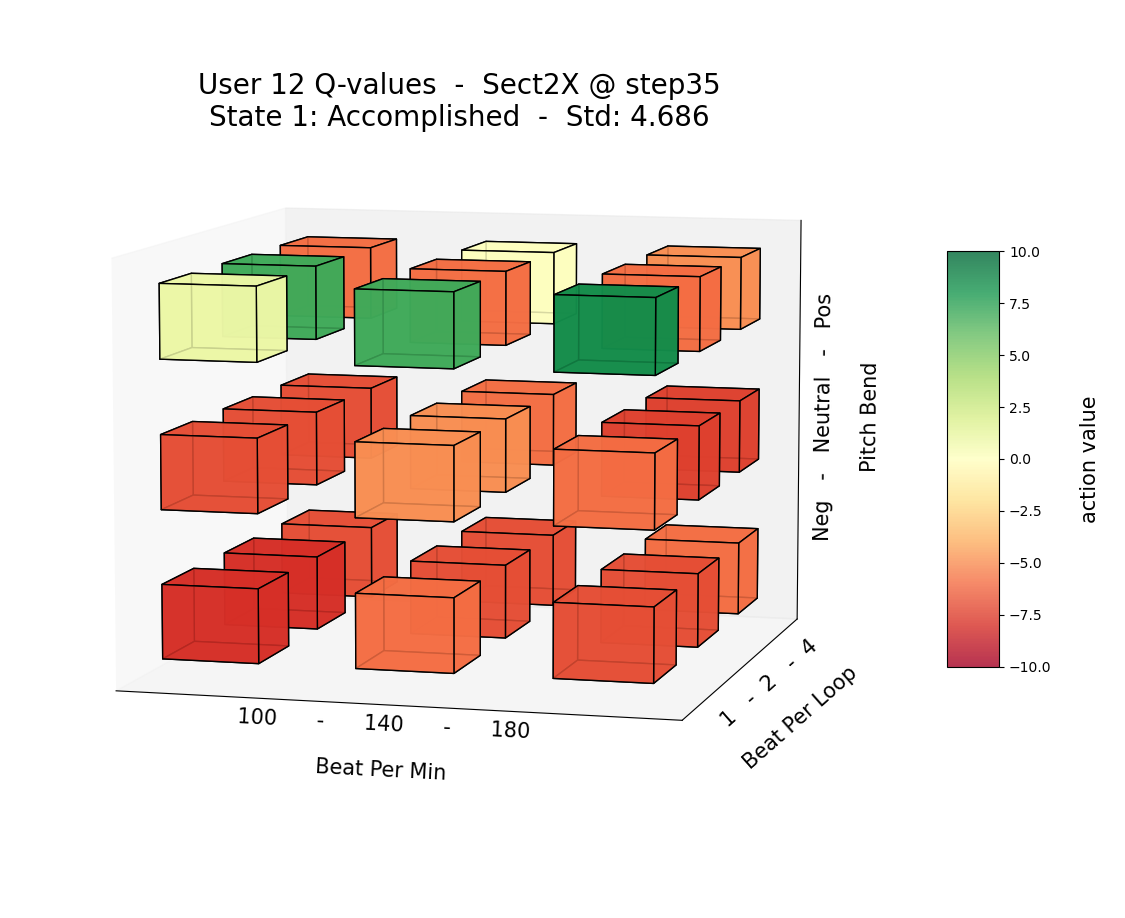 User 12 Q-values - Sect2X @ step35
State 1: Accomplished - Std: 4.686
Neg - Neutral - Pos
Pitch Bend
100 - 140 - 180
Beat Per Min
1 - 2 - 4
Beat Per Loop
10.0
7.5
5.0
2.5
0.0
−2.5
−5.0
−7.5
−10.0
action value